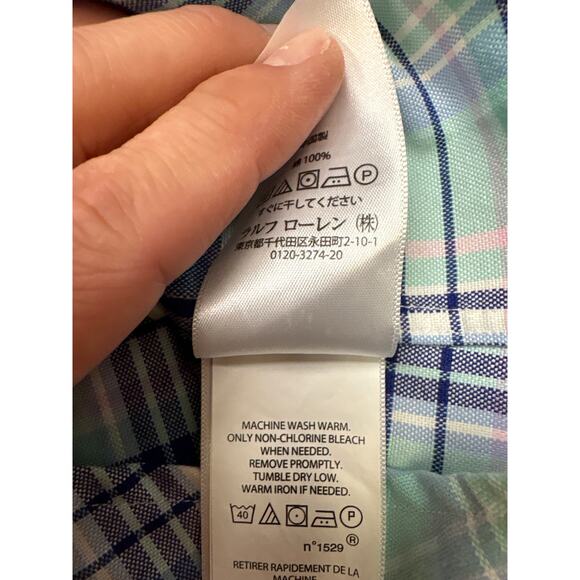 綿 100%
すぐに干してください
ラルフ ローレン (株)
東京都千代田区永田町2-10-1
0120-3274-20
MACHINE WASH WARM.
ONLY NON-CHLORINE BLEACH
WHEN NEEDED.
REMOVE PROMPTLY.
TUMBLE DRY LOW.
WARM IRON IF NEEDED.
40 P
n°1529 ®
RETIRER RAPIDEMENT DE LA
MACHINE